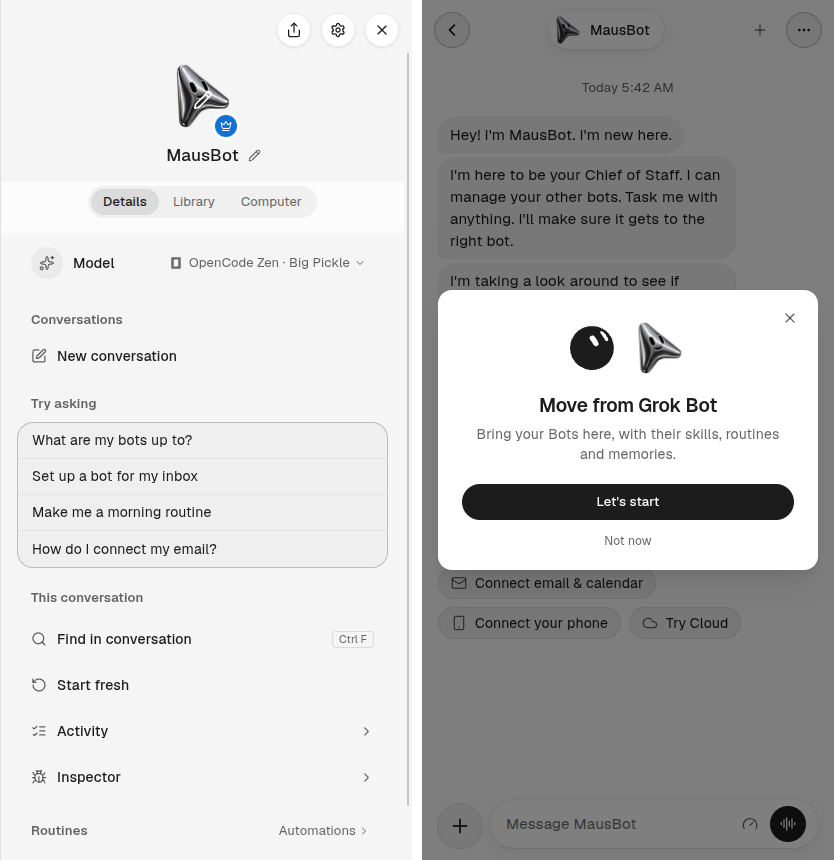 MausBot
Details
Library
Computer
Model
OpenCode Zen · Big Pickle
Conversations
New conversation
Try asking
What are my bots up to?
Set up a bot for my inbox
Make me a morning routine
How do I connect my email?
This conversation
Find in conversation
Ctrl F
Start fresh
Activity
Inspector
Routines
Automations
MausBot
Today 5:42 AM
Hey! I'm MausBot. I'm new here.
I'm here to be your Chief of Staff. I can
manage your other bots. Task me with
anything. I'll make sure it gets to the
right bot.
I'm taking a look around to see if
Move from Grok Bot
Bring your Bots here, with their skills, routines
and memories.
Let's start
Not now
Connect email & calendar
Connect your phone
Try Cloud
Message MausBot